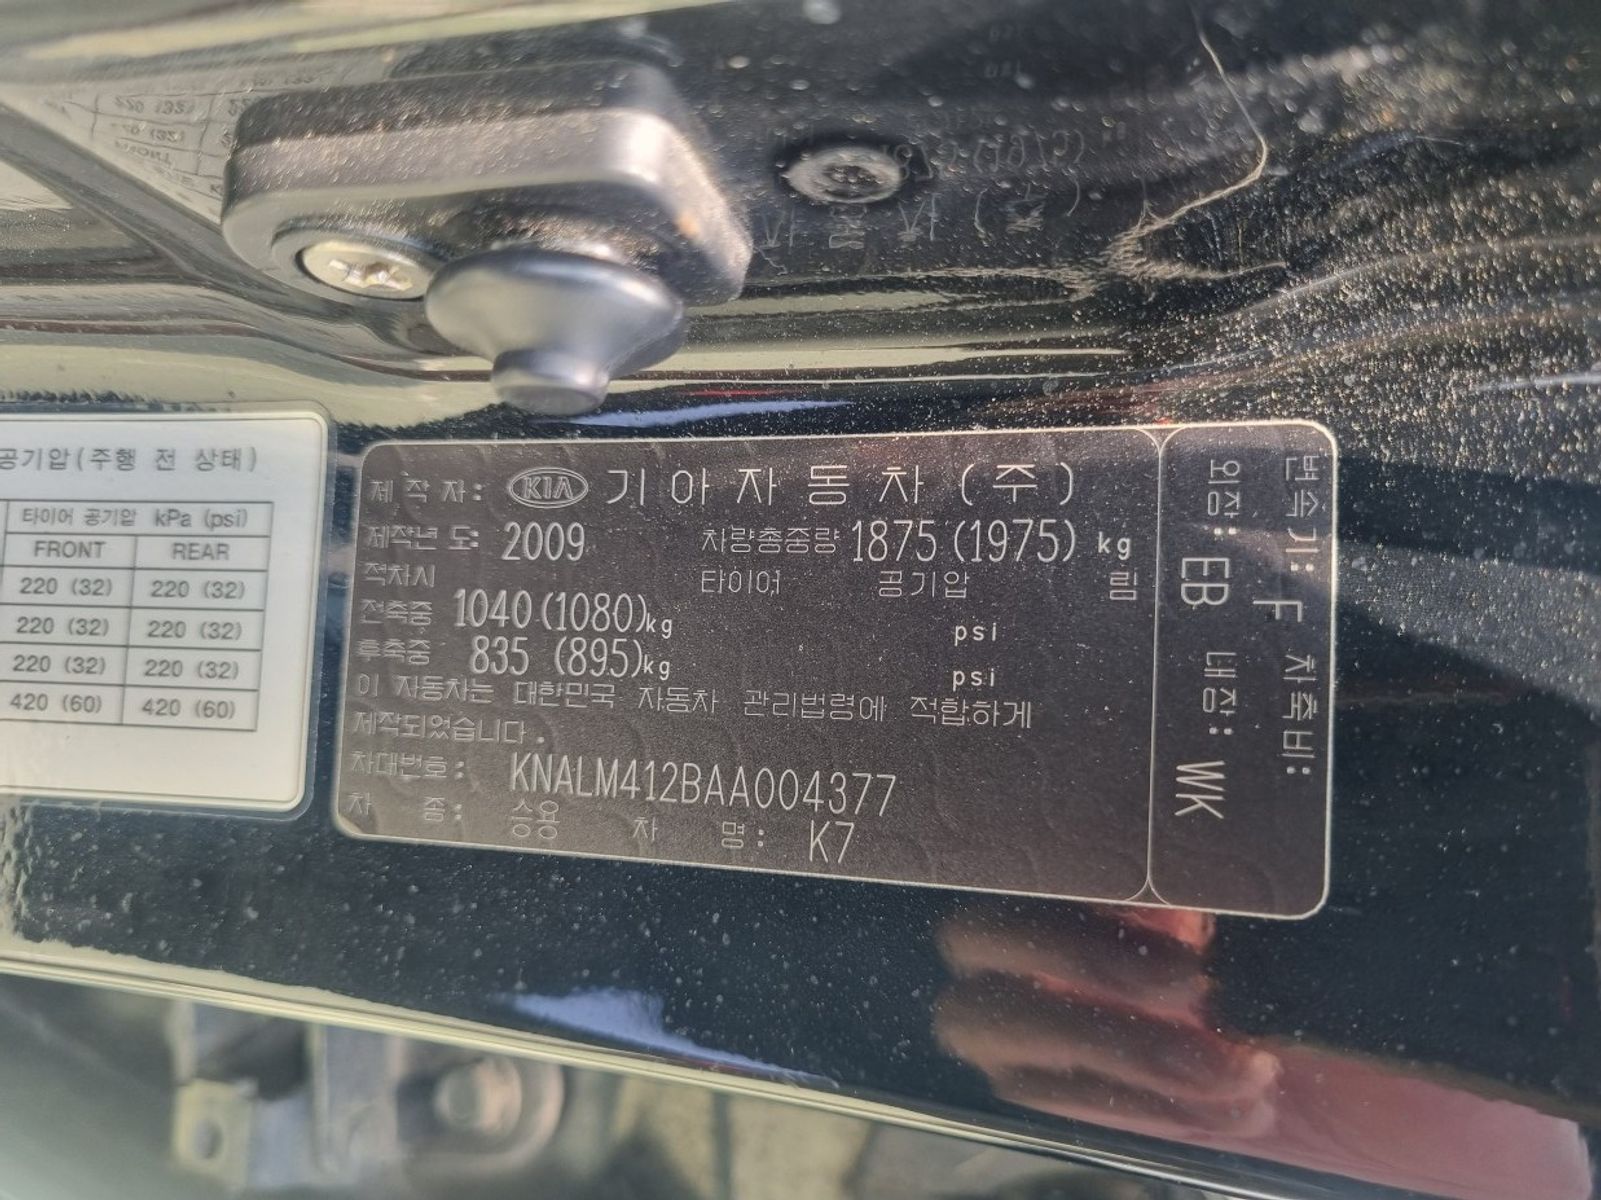 공기압(주행 전 상태)
타이어 공기압 kPa (psi)
FRONT REAR
220 (32) 220 (32)
220 (32) 220 (32)
220 (32) 220 (32)
420 (60) 420 (60)
제 작 자: KIA 기아자동차(주)
제작년도: 2009 차량총중량 1875(1975) kg
적차시 타이어 공기압 림
전축중 1040(1080)kg psi
후축중 835 (895)kg psi
이 자동차는 대한민국 자동차 관리법령에 적합하게
제작되었습니다.
차대번호: KNALM412BAA004377
차 종: 승용 차 명: K7
변속기: F 차축비:
외장: EB 내장: WK